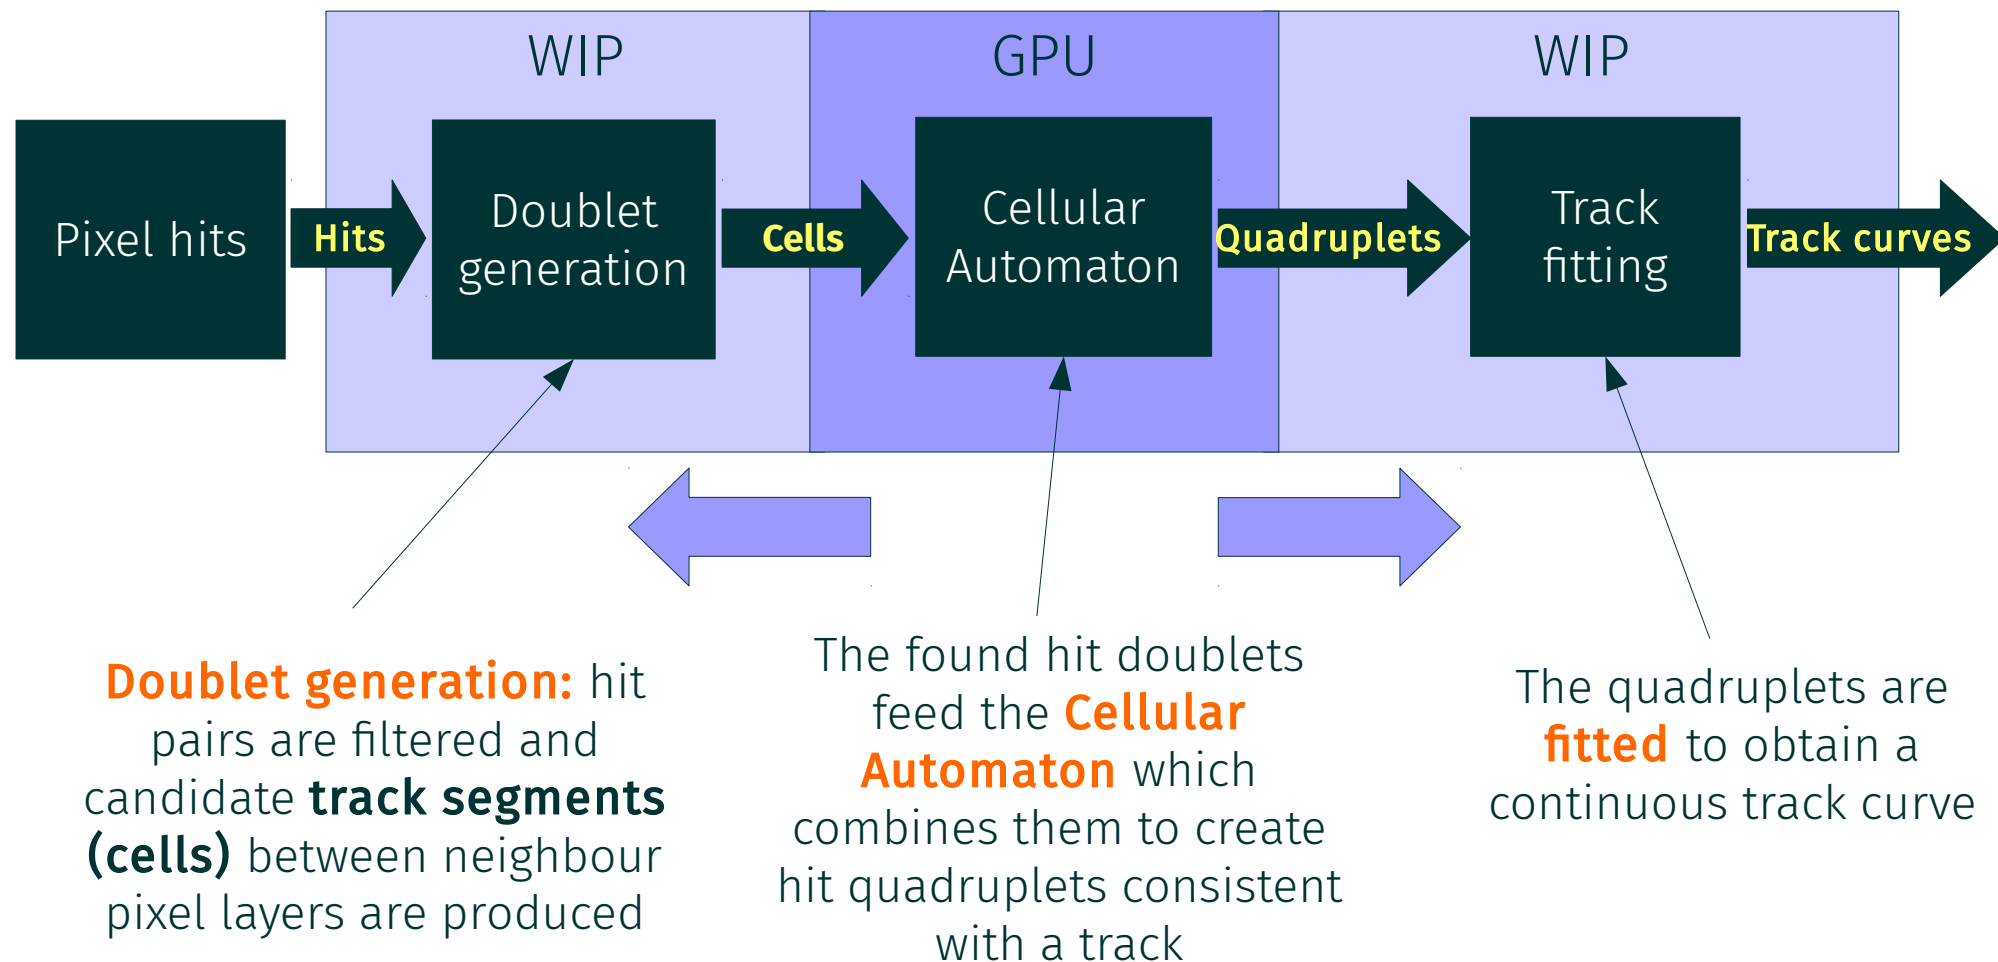 WIP
GPU
WIP
Pixel hits
Hits
Doublet
generation
Cells
Cellular
Automaton
Quadruplets
Track
fitting
Track curves
Doublet generation: hit
pairs are filtered and
candidate track segments
(cells) between neighbour
pixel layers are produced
The found hit doublets
feed the Cellular
Automaton which
combines them to create
hit quadruplets consistent
with a track
The quadruplets are
fitted to obtain a
continuous track curve